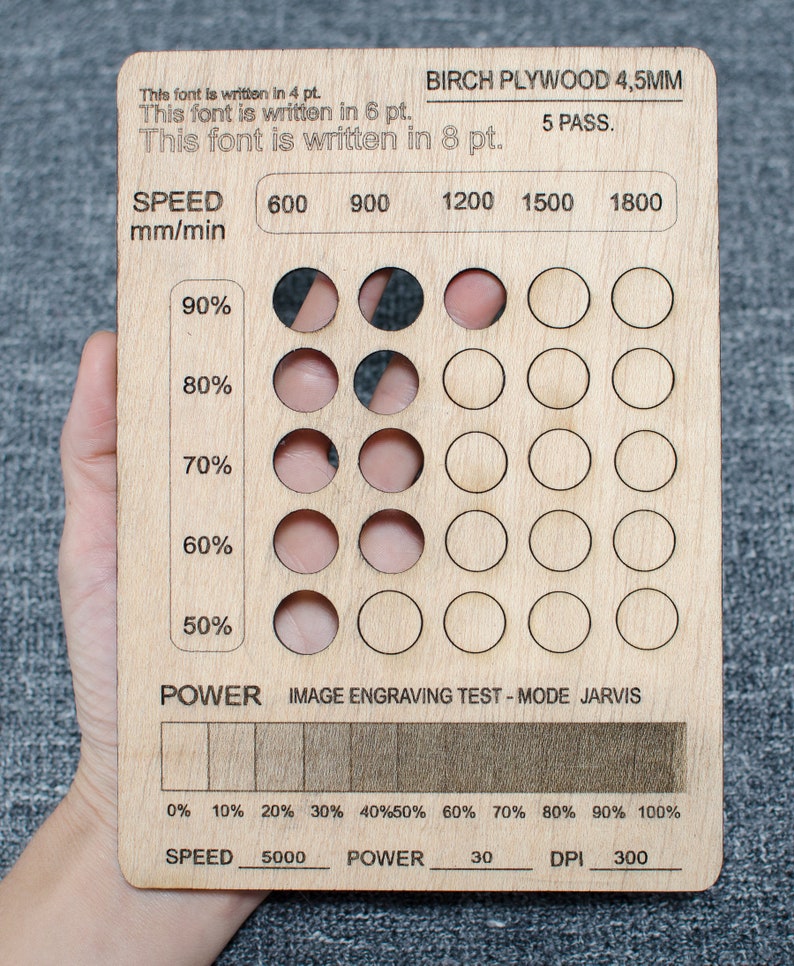 BIRCH PLYWOOD 4,5MM
This font is written in 4 pt.
This font is written in 6 pt.
5 PASS.
This font is written in 8 pt.
SPEED 600 900 1200 1500 1800
mm/min
90%
80%
70%
60%
50%
POWER IMAGE ENGRAVING TEST - MODE JARVIS
0% 10% 20% 30% 40%50% 60% 70% 80% 90% 100%
SPEED 5000 POWER 30 DPI 300